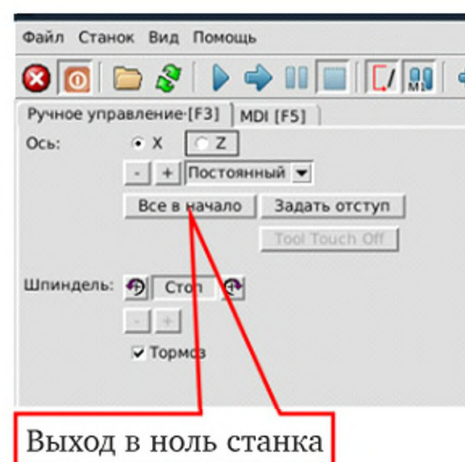 Файл Станок Вид Помощь
M1
Ручное управление-[F3] MDI [F5]
Ось: X Z
- + Постоянный
Все в начало Задать отступ
Tool Touch Off
Шпиндель: Стоп
- +
Тормоз
Выход в ноль станка